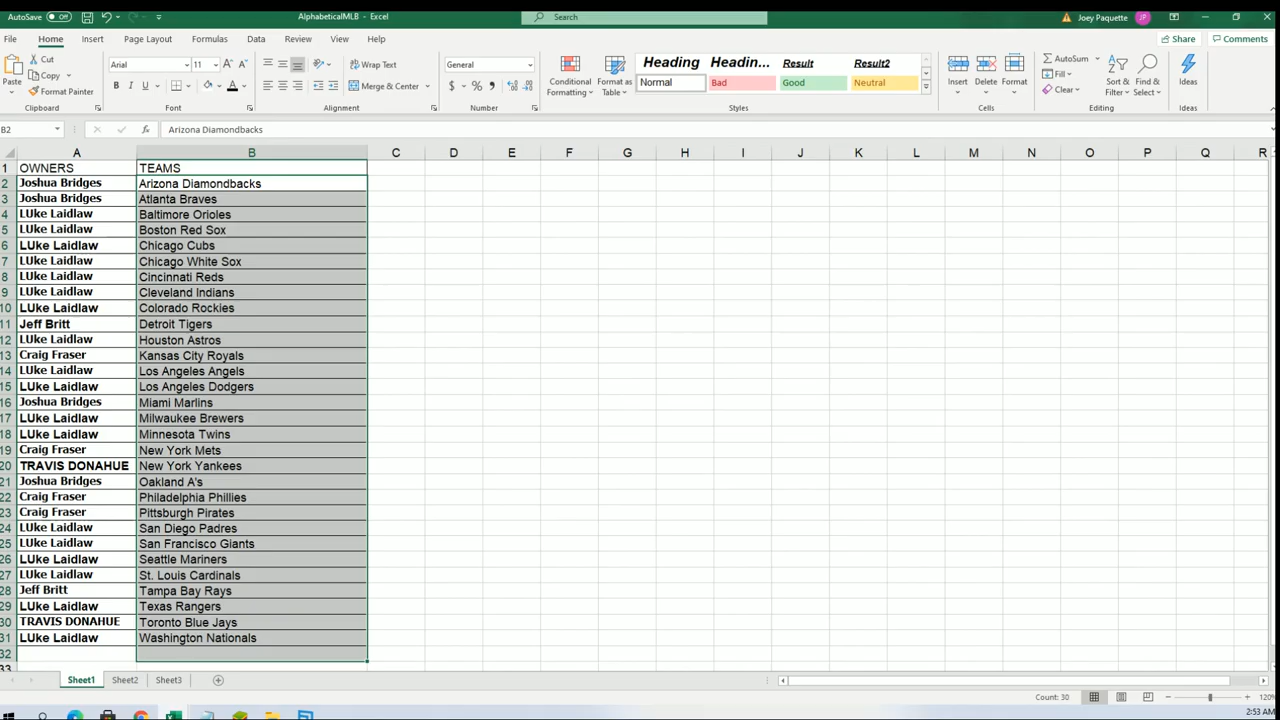 AutoSave Off AlphabeticalMLB - Excel Search Joey Paquette JP
File Home Insert Page Layout Formulas Data Review View Help Share Comments
Paste Cut Copy Format Painter Clipboard
Arial 11 A A B I U A Font
Wrap Text Merge & Center Alignment
General $ % , Number
Conditional Formatting Format as Table
Heading... Headin... Result Result2
Normal Bad Good Neutral
Styles
Insert Delete Format Cells
AutoSum Fill Clear Sort & Filter Find & Select Editing
Ideas Ideas
B2 fx Arizona Diamondbacks
A B C D E F G H I J K L M N O P Q R
1 OWNERS TEAMS
2 Joshua Bridges Arizona Diamondbacks
3 Joshua Bridges Atlanta Braves
4 LUke Laidlaw Baltimore Orioles
5 LUke Laidlaw Boston Red Sox
6 LUke Laidlaw Chicago Cubs
7 LUke Laidlaw Chicago White Sox
8 LUke Laidlaw Cincinnati Reds
9 LUke Laidlaw Cleveland Indians
10 LUke Laidlaw Colorado Rockies
11 Jeff Britt Detroit Tigers
12 LUke Laidlaw Houston Astros
13 Craig Fraser Kansas City Royals
14 LUke Laidlaw Los Angeles Angels
15 LUke Laidlaw Los Angeles Dodgers
16 Joshua Bridges Miami Marlins
17 LUke Laidlaw Milwaukee Brewers
18 LUke Laidlaw Minnesota Twins
19 Craig Fraser New York Mets
20 TRAVIS DONAHUE New York Yankees
21 Joshua Bridges Oakland A's
22 Craig Fraser Philadelphia Phillies
23 Craig Fraser Pittsburgh Pirates
24 LUke Laidlaw San Diego Padres
25 LUke Laidlaw San Francisco Giants
26 LUke Laidlaw Seattle Mariners
27 LUke Laidlaw St. Louis Cardinals
28 Jeff Britt Tampa Bay Rays
29 LUke Laidlaw Texas Rangers
30 TRAVIS DONAHUE Toronto Blue Jays
31 LUke Laidlaw Washington Nationals
32
33
Sheet1 Sheet2 Sheet3
Count: 30 120%
2:53 AM